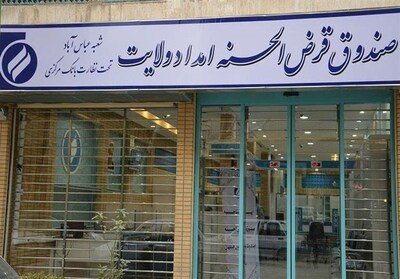 صندوق قرض الحسنه امداد ولایت
شعبه عباس آباد
تحت نظارت بانک مرکزی